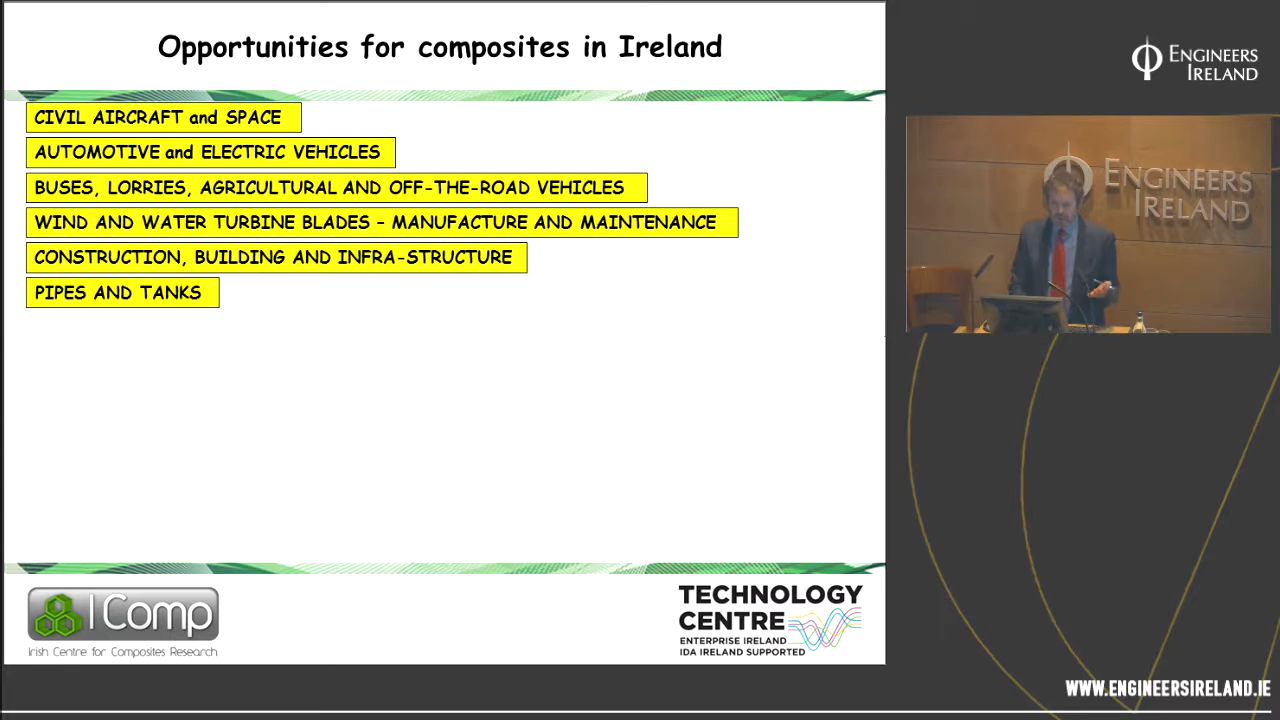 Opportunities for composites in Ireland
CIVIL AIRCRAFT and SPACE
AUTOMOTIVE and ELECTRIC VEHICLES
BUSES, LORRIES, AGRICULTURAL AND OFF-THE-ROAD VEHICLES
WIND AND WATER TURBINE BLADES - MANUFACTURE AND MAINTENANCE
CONSTRUCTION, BUILDING AND INFRA-STRUCTURE
PIPES AND TANKS
I Comp
Irish Centre for Composites Research
TECHNOLOGY
CENTRE
ENTERPRISE IRELAND
IDA IRELAND SUPPORTED
ENGINEERS
IRELAND
ENGINEERS
IRELAND
WWW.ENGINEERSIRELAND.IE